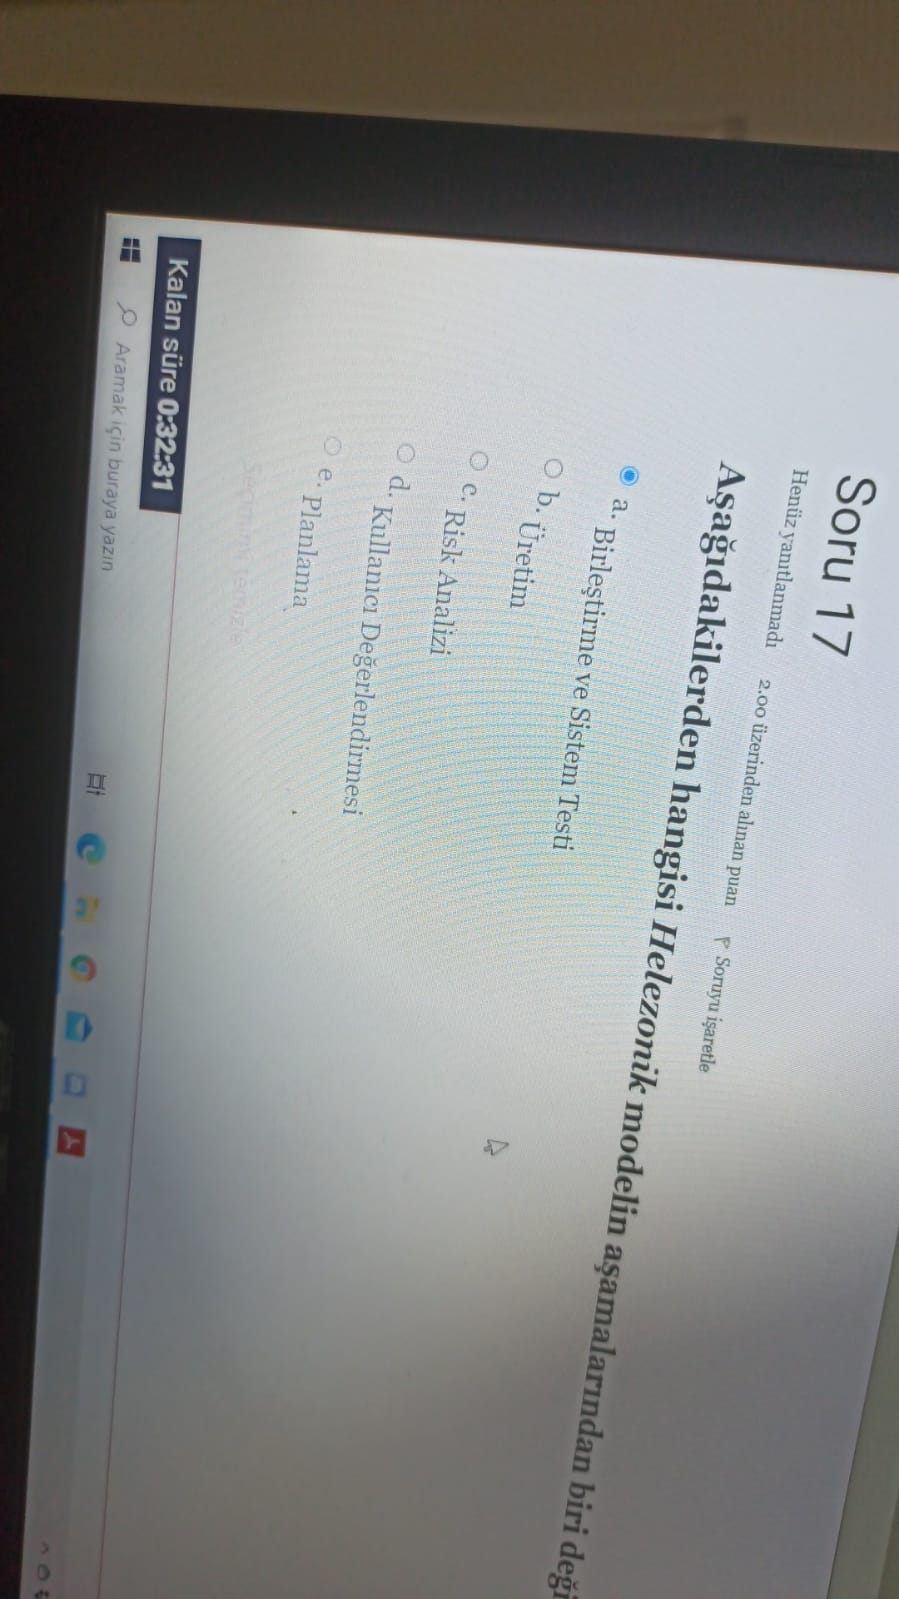 Soru 17
Henüz yanıtlanmadı 2.00 üzerinden alınan puan Soruyu işaretle
Aşağıdakilerden hangisi Helezonik modelin aşamalarından biri deği
a. Birleştirme ve Sistem Testi
b. Üretim
c. Risk Analizi
d. Kullanıcı Değerlendirmesi
e. Planlama
Seçimimi temizle
Kalan süre 0:32:31
Aramak için buraya yazın